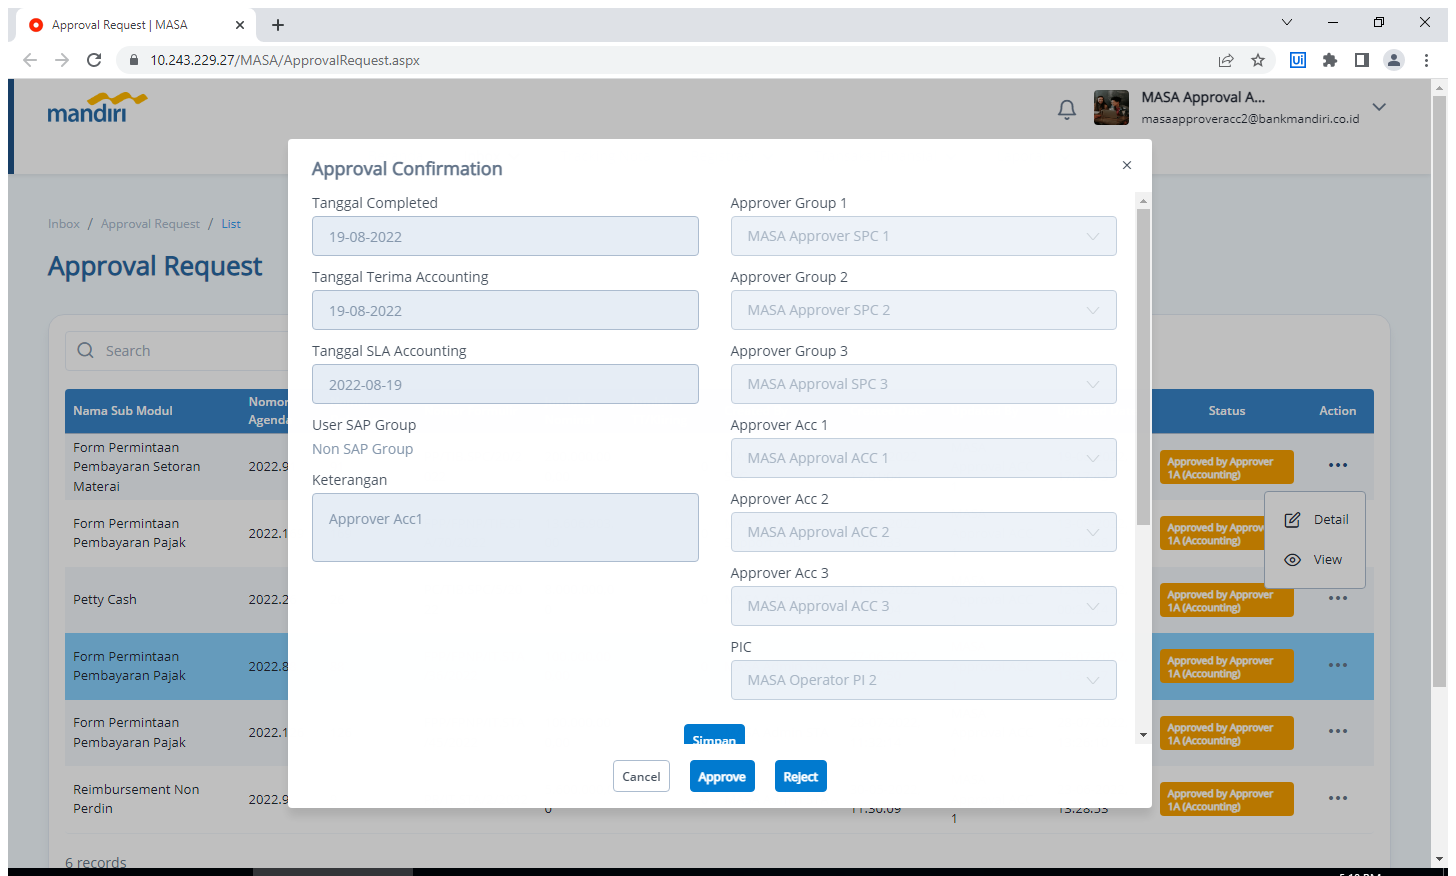 Approval Request | MASA
10.243.229.27/MASA/ApprovalRequest.aspx
Ui
mandiri
MASA Approval A...
masaapproveracc2@bankmandiri.co.id
Inbox / Approval Request / List
Approval Request
Search
Nama Sub Modul
Status
Action
Form Permintaan
Pembayaran Setoran
Materai
2022.9
Approved by Approver
1A (Accounting)
Form Permintaan
Pembayaran Pajak
2022.1
1A (Accounting)
Detail
View
Petty Cash
2022.2
Approved by Approver
1A (Accounting)
Form Permintaan
Pembayaran Pajak
2022.8
Approved by Approver
1A (Accounting)
Form Permintaan
Pembayaran Pajak
2022.1
Approved by Approver
1A (Accounting)
Reimbursement Non
Perdin
2022.9
Approved by Approver
1A (Accounting)
1
6 records
Approval Confirmation
Tanggal Completed
19-08-2022
Tanggal Terima Accounting
19-08-2022
Tanggal SLA Accounting
2022-08-19
User SAP Group
Non SAP Group
Keterangan
Approver Acc1
Approver Group 1
MASA Approver SPC 1
Approver Group 2
MASA Approver SPC 2
Approver Group 3
MASA Approval SPC 3
Approver Acc 1
MASA Approval ACC 1
Approver Acc 2
MASA Approval ACC 2
Approver Acc 3
MASA Approval ACC 3
PIC
MASA Operator PI 2
Simpan
Cancel
Approve
Reject